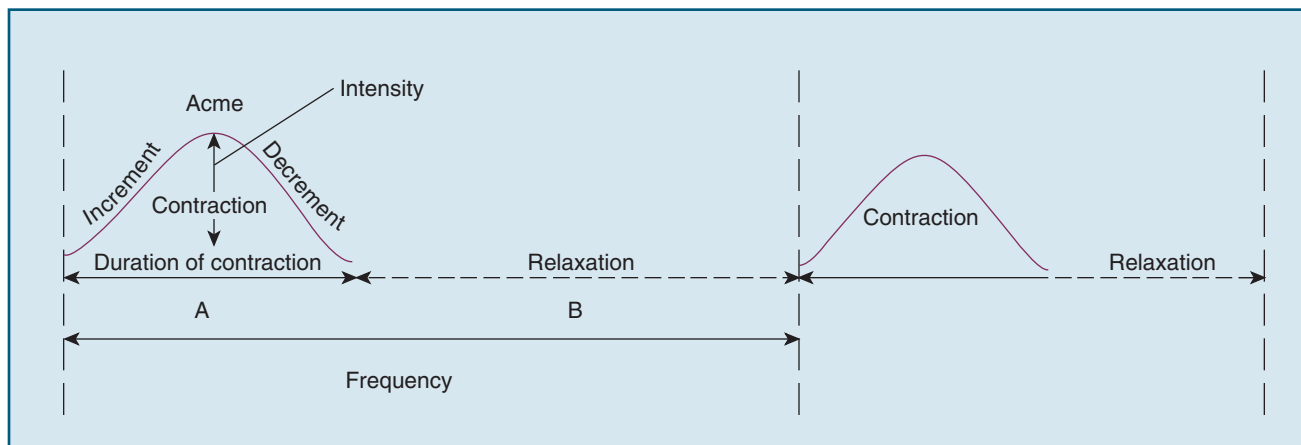 Acme
Intensity
Increment
Decrement
Contraction
Contraction
Duration of contraction
Relaxation
Relaxation
A
B
Frequency